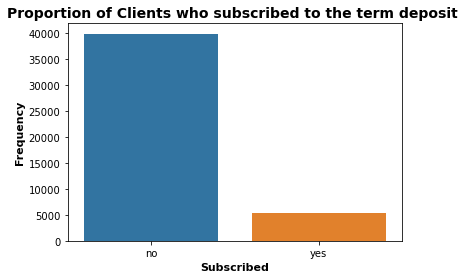 Proportion of Clients who subscribed to the term deposit
40000
35000
30000
25000
20000
15000
10000
5000
0
Frequency
no yes
Subscribed